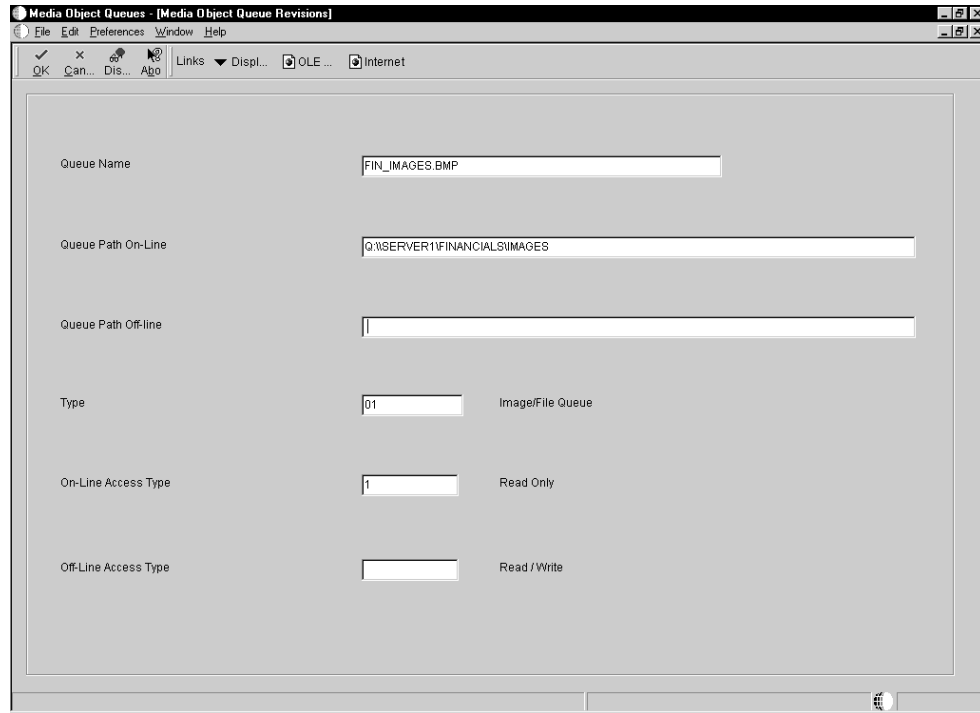 Media Object Queues - [Media Object Queue Revisions]
File Edit Preferences Window Help
OK Can... Dis... Abo Links Displ... OLE ... Internet
Queue Name FIN_IMAGES.BMP
Queue Path On-Line Q:\\SERVER1\FINANCIALS\IMAGES
Queue Path Off-line
Type 01 Image/File Queue
On-Line Access Type 1 Read Only
Off-Line Access Type Read / Write